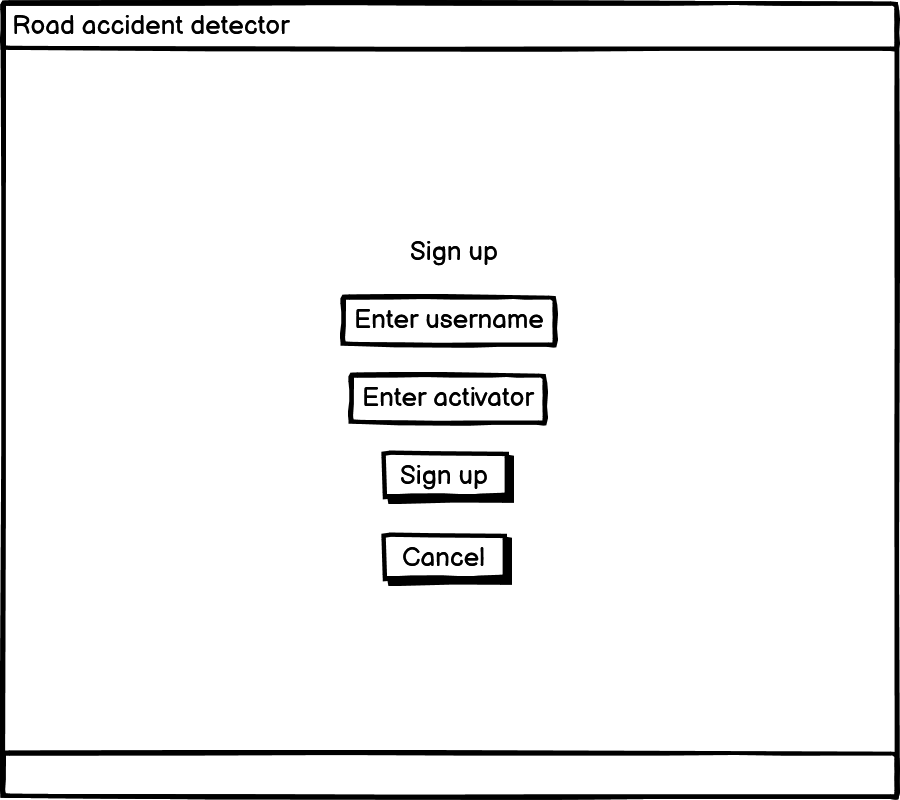 Road accident detector
Sign up
Enter username
Enter activator
Sign up
Cancel